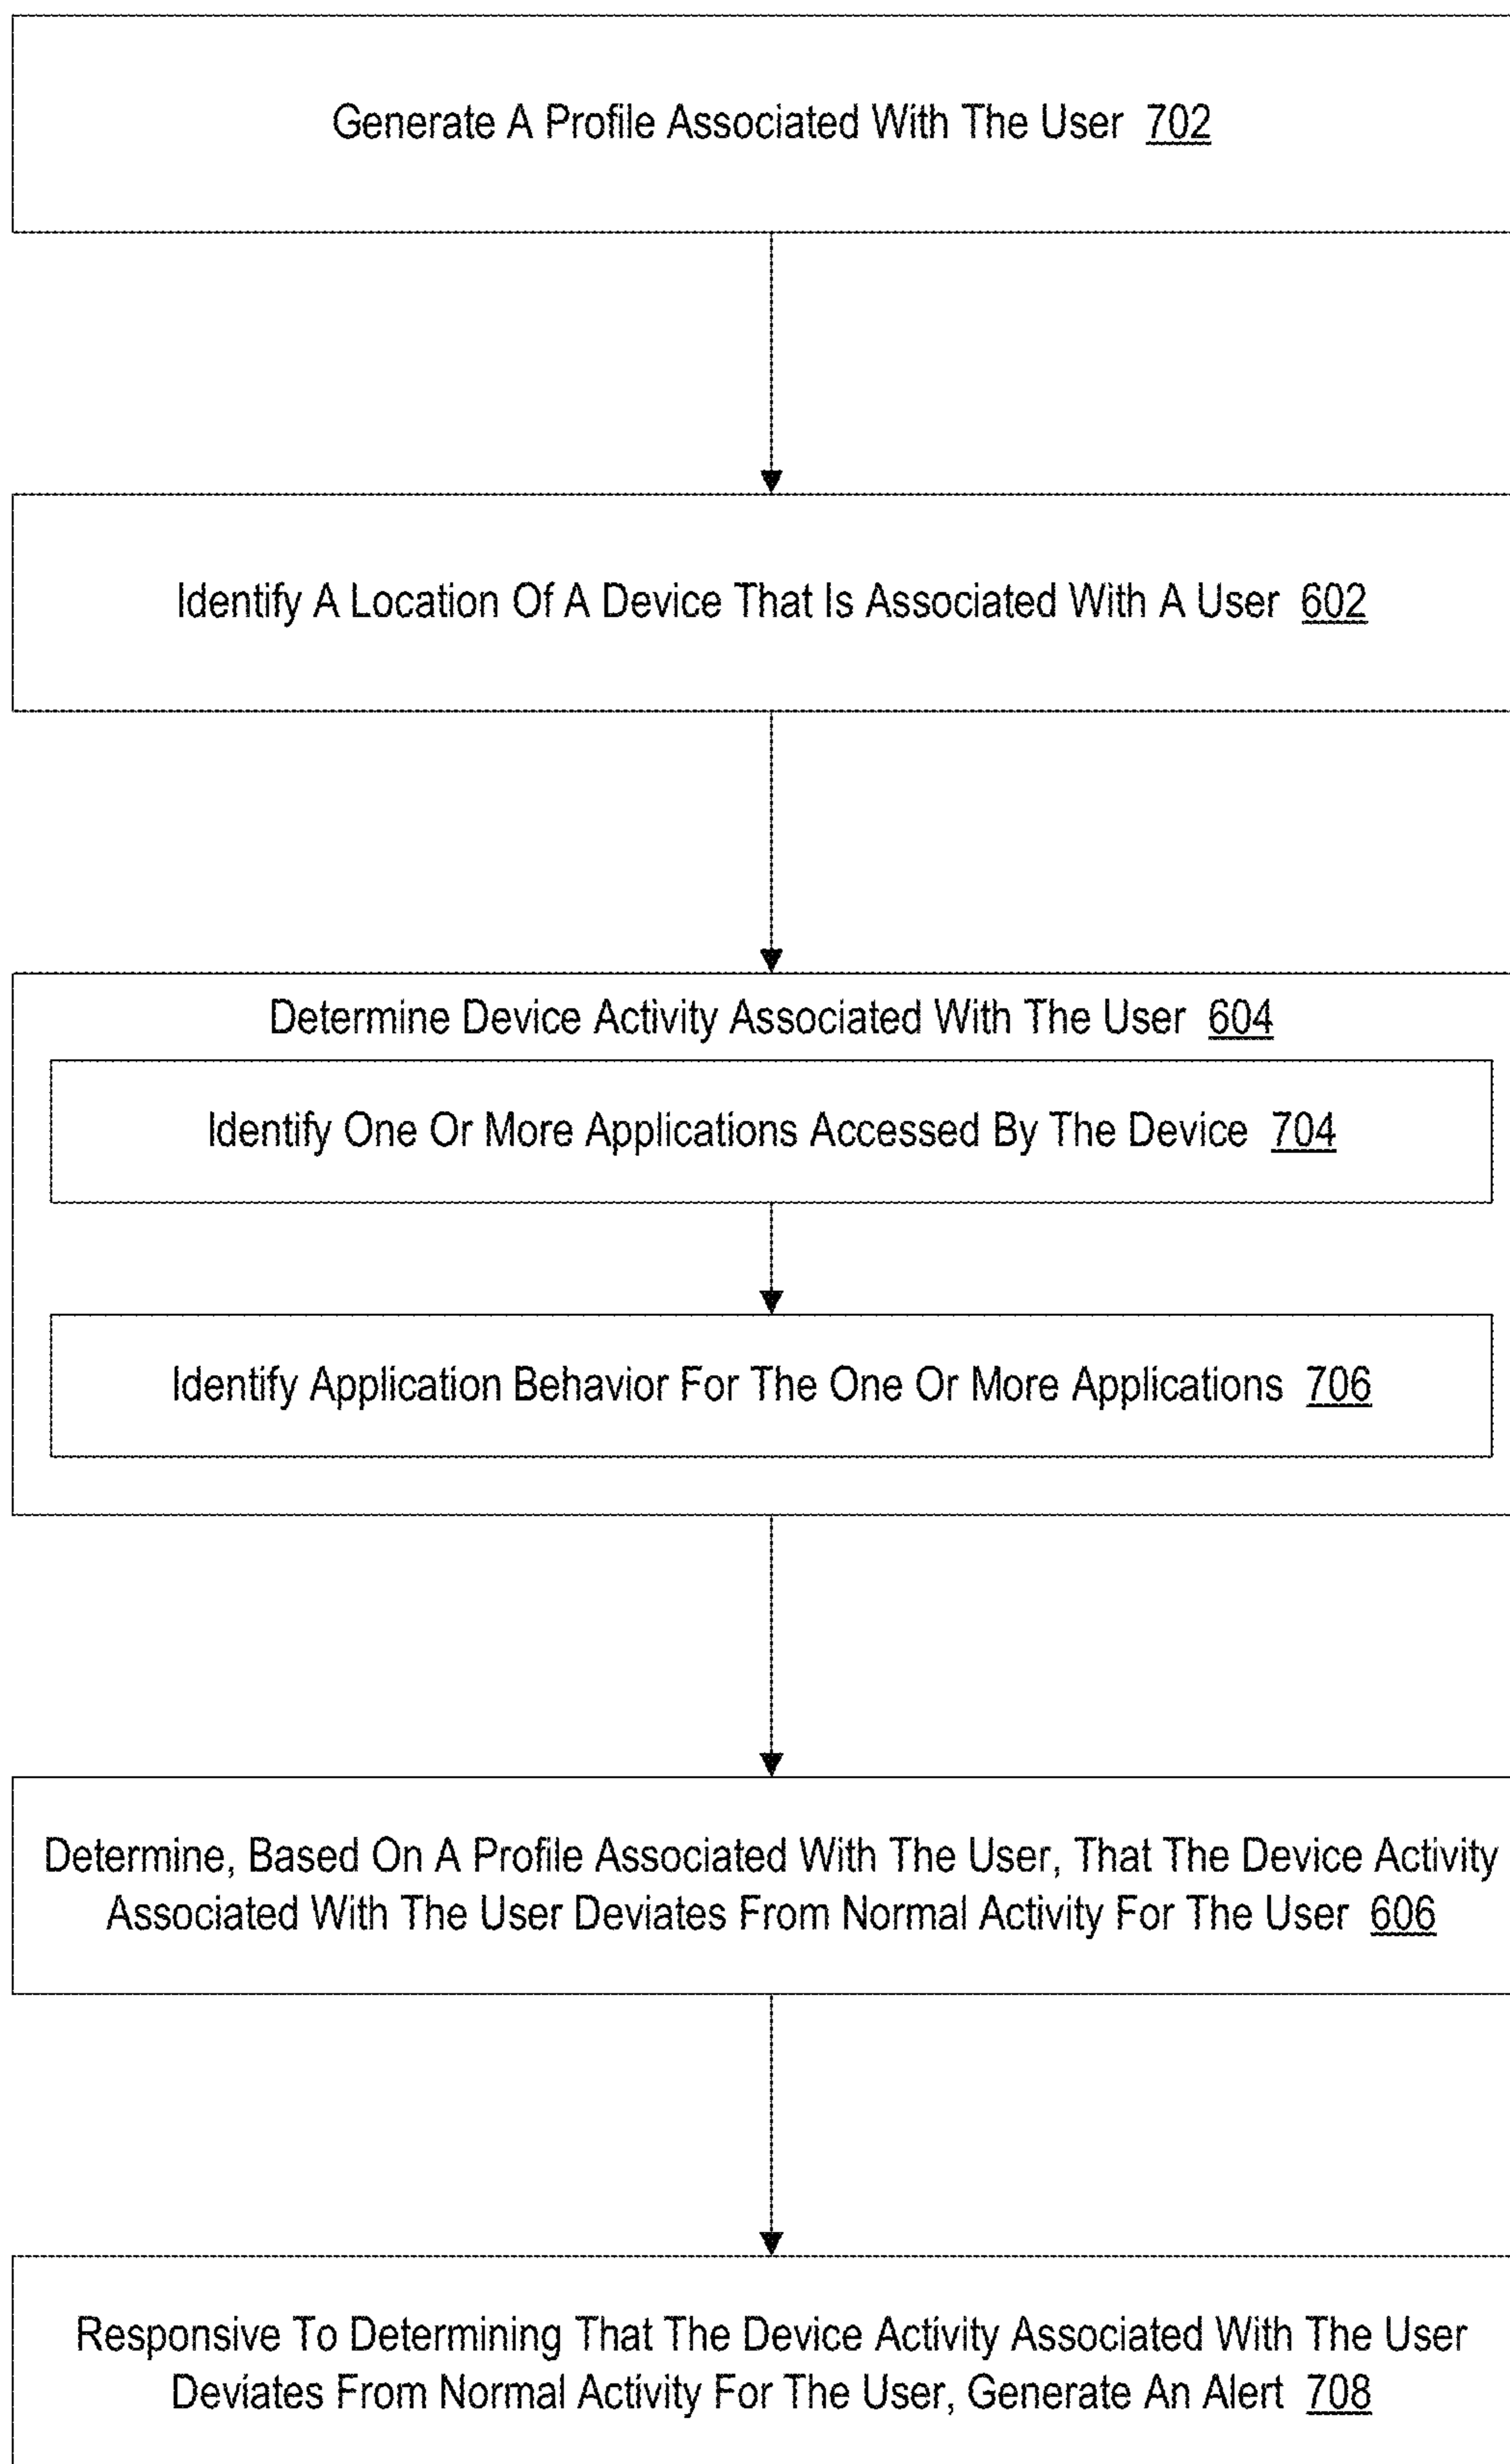 Generate A Profile Associated With The User 702
Identify A Location Of A Device That Is Associated With A User 602
Determine Device Activity Associated With The User 604
Identify One Or More Applications Accessed By The Device 704
Identify Application Behavior For The One Or More Applications 706
Determine, Based On A Profile Associated With The User, That The Device Activity
Associated With The User Deviates From Normal Activity For The User 606
Responsive To Determining That The Device Activity Associated With The User
Deviates From Normal Activity For The User, Generate An Alert 708